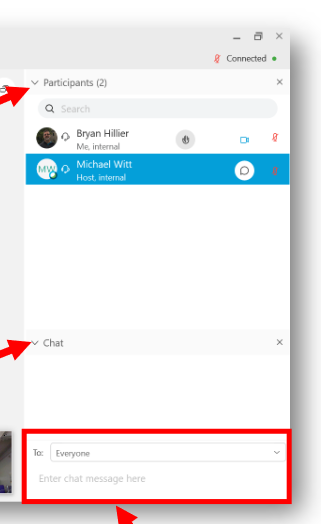 Connected
Participants (2)
Search
Bryan Hillier
Me, internal
MW
Michael Witt
Host, internal
Chat
To: Everyone
Enter chat message here